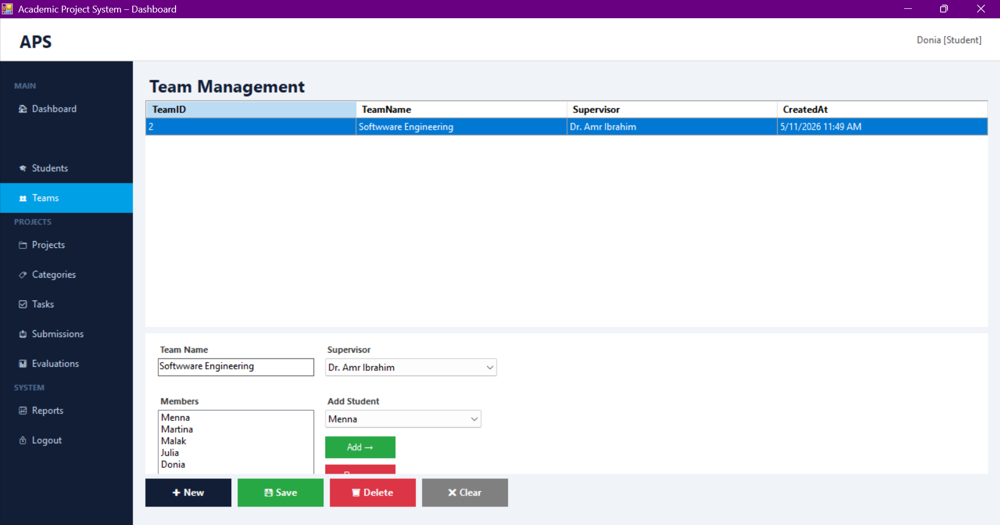 Academic Project System – Dashboard
APS
Donia [Student]
MAIN
Dashboard
Students
Teams
PROJECTS
Projects
Categories
Tasks
Submissions
Evaluations
SYSTEM
Reports
Logout
Team Management
TeamID TeamName Supervisor CreatedAt
2 Softwware Engineering Dr. Amr Ibrahim 5/11/2026 11:49 AM
Team Name Supervisor
Softwware Engineering Dr. Amr Ibrahim
Members Add Student
Menna Menna
Martina
Malak
Julia
Donia
Add →
+ New Save Delete ✕ Clear